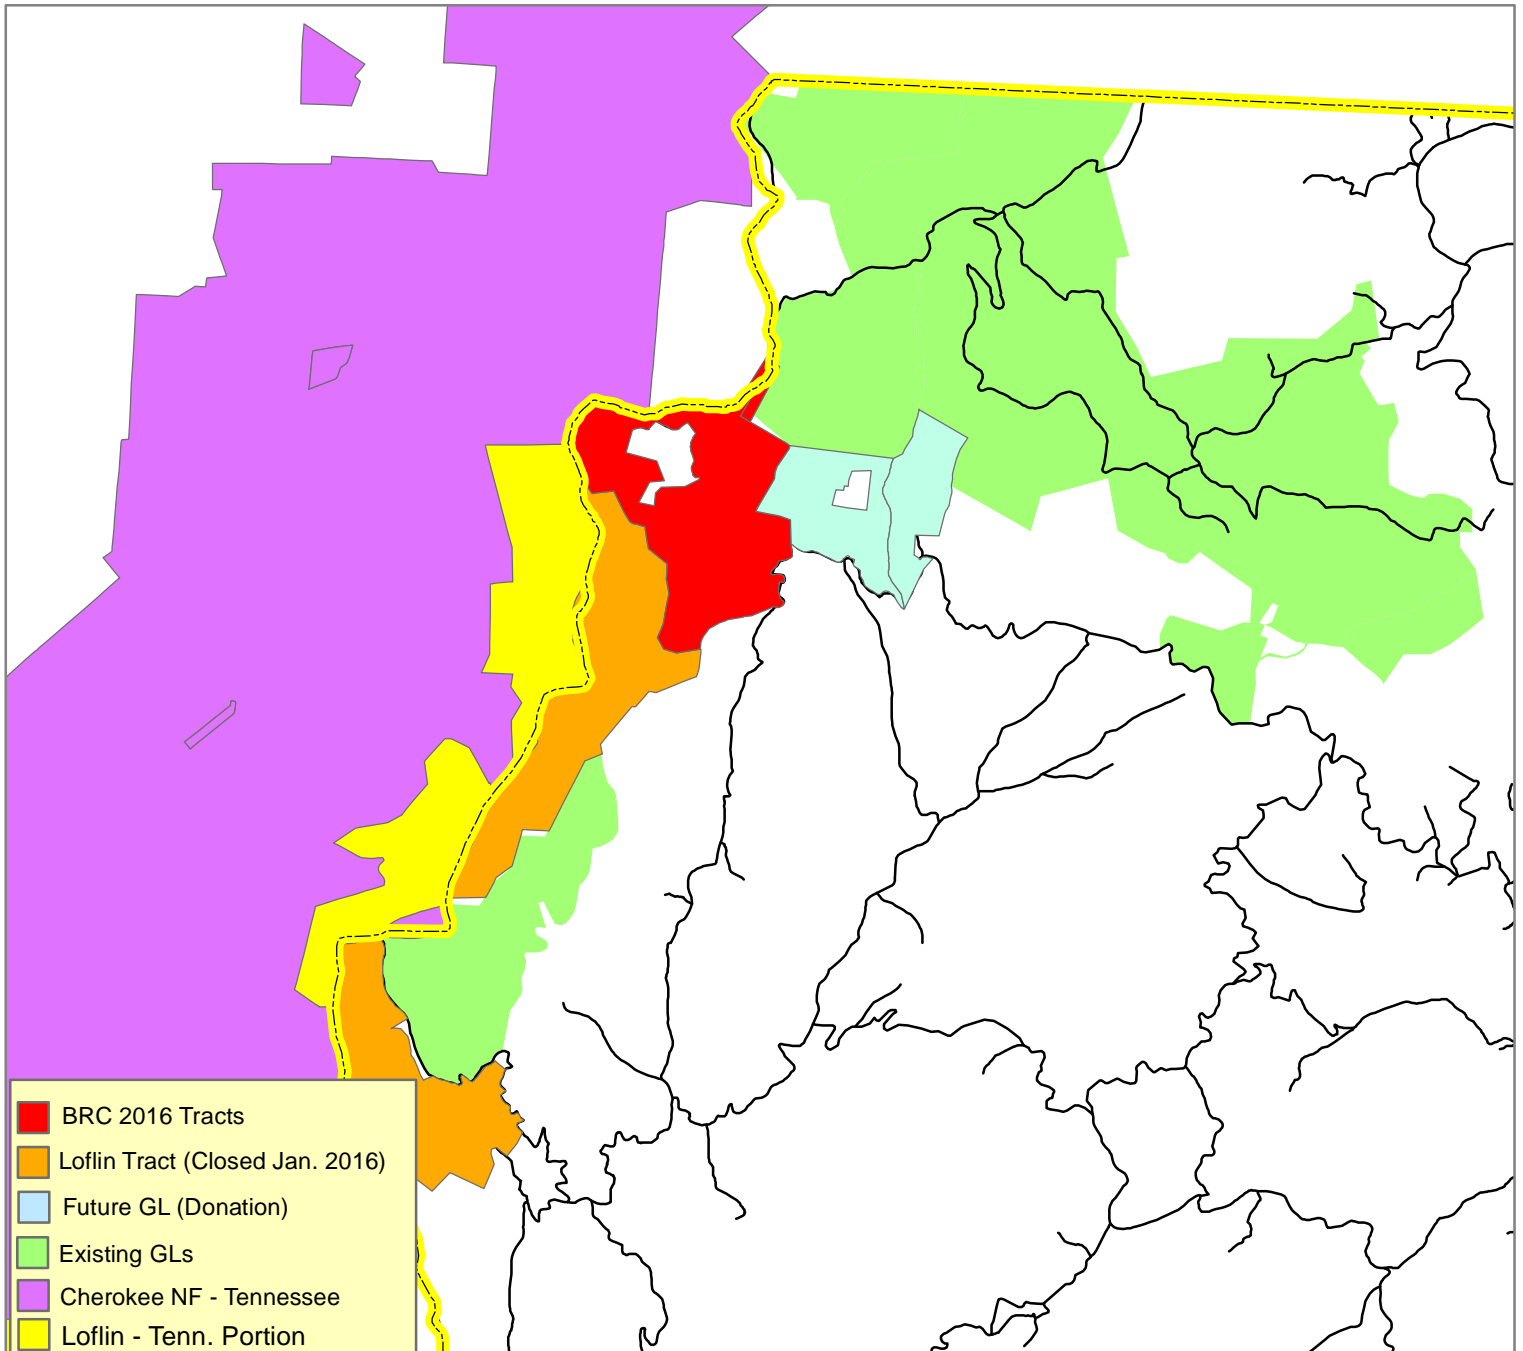 BRC 2016 Tracts
Loflin Tract (Closed Jan. 2016)
Future GL (Donation)
Existing GLs
Cherokee NF - Tennessee
Loflin - Tenn. Portion